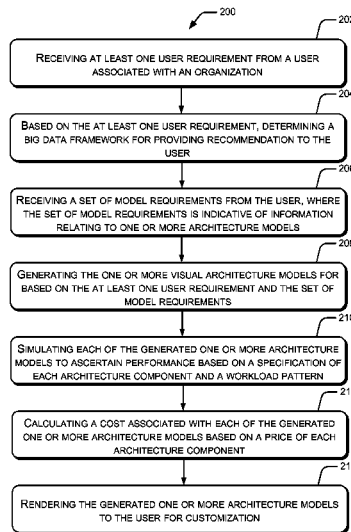 200
202
RECEIVING AT LEAST ONE USER REQUIREMENT FROM A USER
ASSOCIATED WITH AN ORGANIZATION
204
BASED ON THE AT LEAST ONE USER REQUIREMENT, DETERMINING A
BIG DATA FRAMEWORK FOR PROVIDING RECOMMENDATION TO THE
USER
RECEIVING A SET OF MODEL REQUIREMENTS FROM THE USER, WHERE
THE SET OF MODEL REQUIREMENTS IS INDICATIVE OF INFORMATION
RELATING TO ONE OR MORE ARCHITECTURE MODELS
GENERATING THE ONE OR MORE VISUAL ARCHITECTURE MODELS FOR
BASED ON THE AT LEAST ONE USER REQUIREMENT AND THE SET OF
MODEL REQUIREMENTS
210
SIMULATING EACH OF THE GENERATED ONE OR MORE ARCHITECTURE
MODELS TO ASCERTAIN PERFORMANCE BASED ON A SPECIFICATION OF
EACH ARCHITECTURE COMPONENT AND A WORKLOAD PATTERN
CALCULATING A COST ASSOCIATED WITH EACH OF THE GENERATED
ONE OR MORE ARCHITECTURE MODELS BASED ON A PRICE OF EACH
ARCHITECTURE COMPONENT
RENDERING THE GENERATED ONE OR MORE ARCHITECTURE MODELS
TO THE USER FOR CUSTOMIZATION